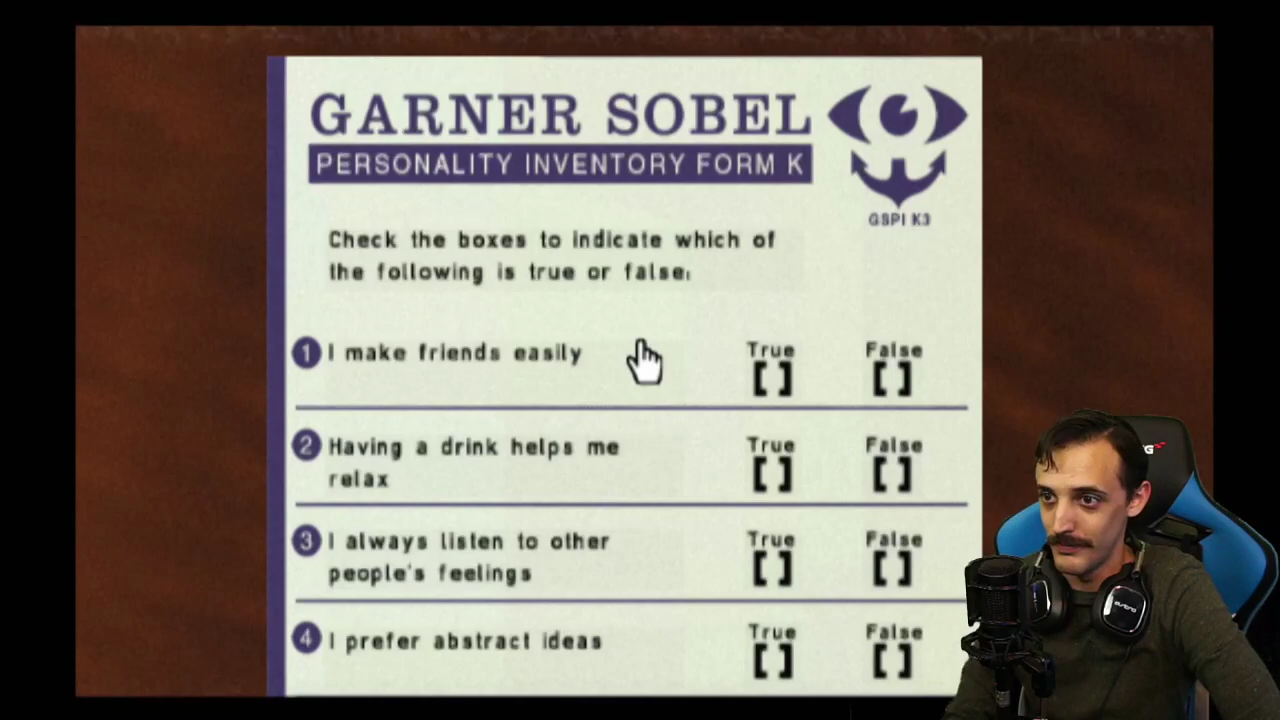 GARNER SOBEL
PERSONALITY INVENTORY FORM K
GSPI K3
Check the boxes to indicate which of
the following is true or false:
1 I make friends easily True False
[ ] [ ]
2 Having a drink helps me True False
relax [ ] [ ]
3 I always listen to other True False
people's feelings [ ] [ ]
4 I prefer abstract ideas True False
[ ] [ ]
astro